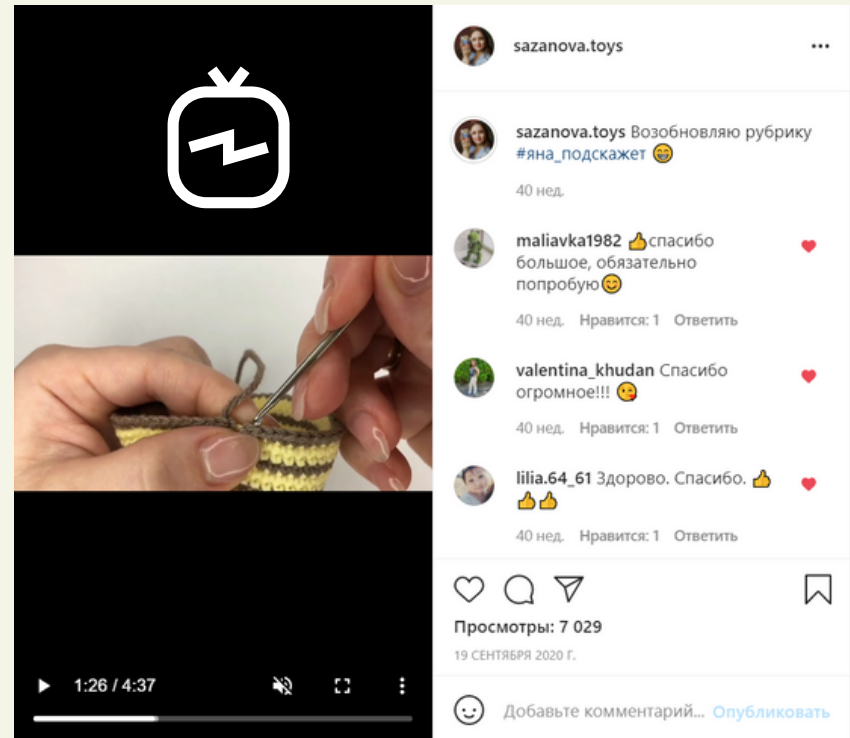 sazanova.toys
sazanova.toys Возобновляю рубрику
#яна_подскажет 😁
40 нед.
maliavka1982 👍спасибо
большое, обязательно
попробую😊
40 нед. Нравится: 1 Ответить
valentina_khudan Спасибо
огромное!!! 😘
40 нед. Нравится: 1 Ответить
lilia.64_61 Здорово. Спасибо. 👍
👍👍
40 нед. Нравится: 1 Ответить
Просмотры: 7 029
19 СЕНТЯБРЯ 2020 Г.
1:26 / 4:37
Добавьте комментарий... Опубликовать